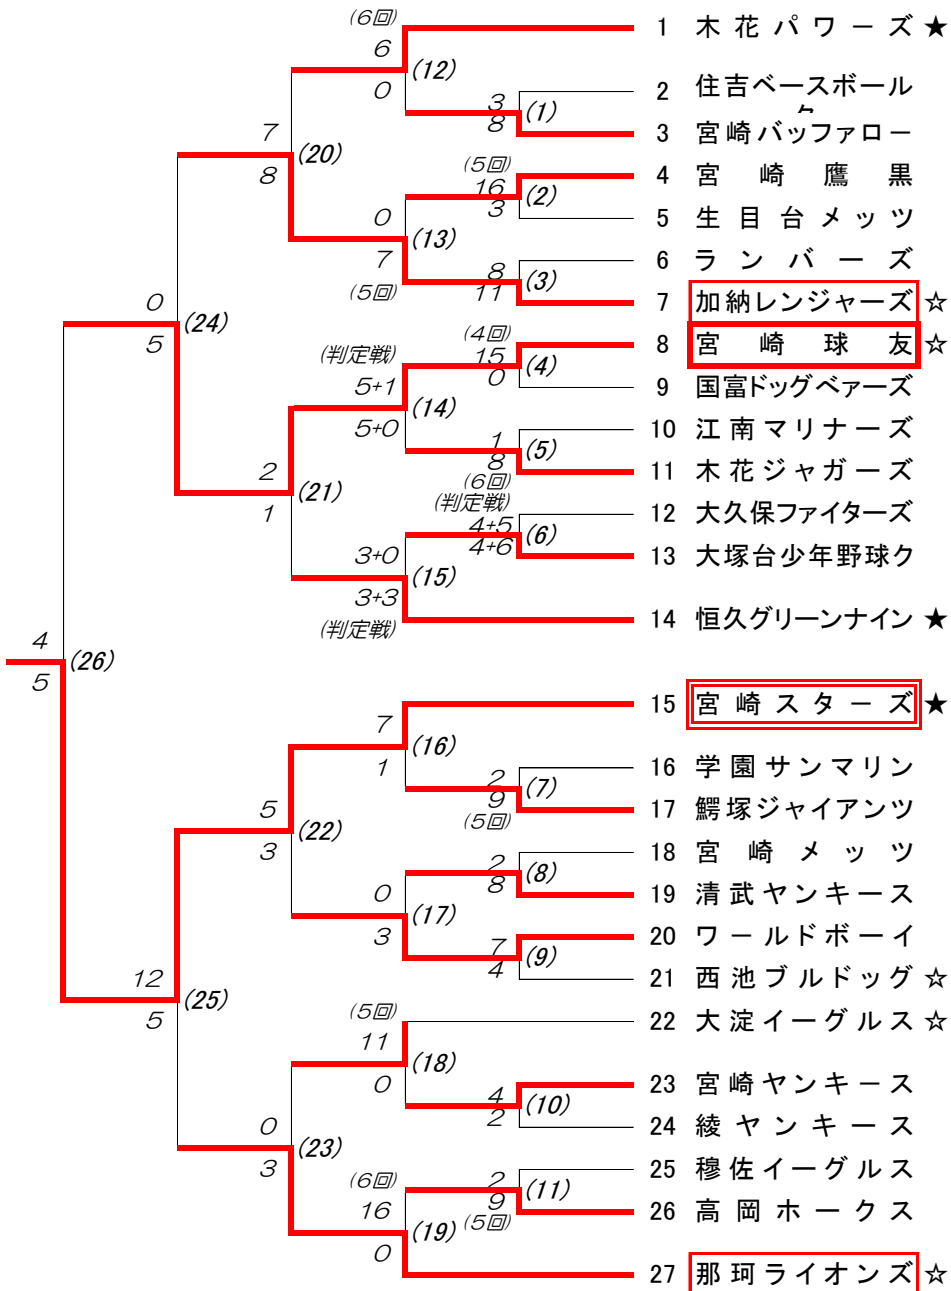 (6回)
1 木花パワーズ ★
6
(12)
0
2 住吉ベースボール
3
(1)
8
3 宮崎バッファロー
7
(20)
8
(5回)
4 宮崎鷹黒
16
(2)
3
5 生目台メッツ
0
(13)
7
6 ランバーズ
8
(3)
(5回)
11
7 加納レンジャーズ ☆
0
(24)
5
(4回)
8 宮崎球友 ☆
(判定戦)
15
(4)
0
9 国富ドッグベァーズ
5+1
(14)
5+0
10 江南マリナーズ
1
(5)
8
11 木花ジャガーズ
(6回)
2
(21)
1
(判定戦)
12 大久保ファイターズ
4+5
(6)
4+6
13 大塚台少年野球ク
3+0
(15)
3+3
(判定戦)
14 恒久グリーンナイン ★
4
(26)
5
15 宮崎スターズ ★
7
(16)
1
16 学園サンマリン
2
(7)
9
17 鰐塚ジャイアンツ
(5回)
5
(22)
3
18 宮崎メッツ
2
(8)
8
19 清武ヤンキース
0
(17)
3
20 ワールドボーイ
7
(9)
4
21 西池ブルドッグ ☆
12
(25)
5
(5回)
22 大淀イーグルス ☆
11
(18)
0
23 宮崎ヤンキース
4
(10)
2
24 綾ヤンキース
0
(23)
3
25 穆佐イーグルス
(6回)
2
(11)
9
26 高岡ホークス
(5回)
16
(19)
0
27 那珂ライオンズ ☆